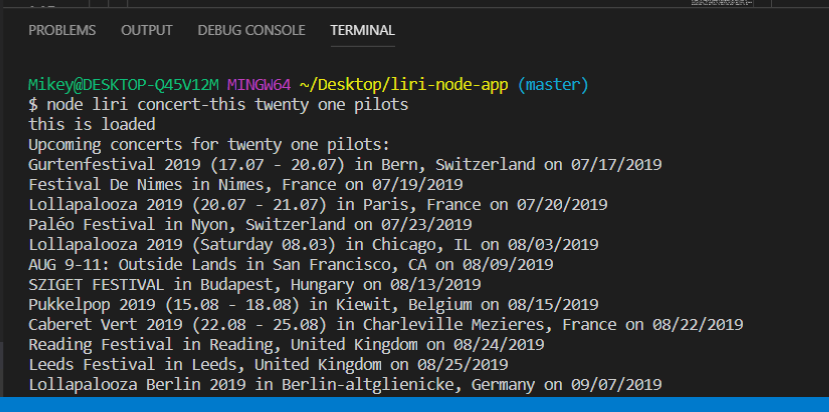 PROBLEMS OUTPUT DEBUG CONSOLE TERMINAL
Mikey@DESKTOP-Q45V12M MINGW64 ~/Desktop/liri-node-app (master)
$ node liri concert-this twenty one pilots
this is loaded
Upcoming concerts for twenty one pilots:
Gurtenfestival 2019 (17.07 - 20.07) in Bern, Switzerland on 07/17/2019
Festival De Nimes in Nimes, France on 07/19/2019
Lollapalooza 2019 (20.07 - 21.07) in Paris, France on 07/20/2019
Paléo Festival in Nyon, Switzerland on 07/23/2019
Lollapalooza 2019 (Saturday 08.03) in Chicago, IL on 08/03/2019
AUG 9-11: Outside Lands in San Francisco, CA on 08/09/2019
SZIGET FESTIVAL in Budapest, Hungary on 08/13/2019
Pukkelpop 2019 (15.08 - 18.08) in Kiewit, Belgium on 08/15/2019
Caberet Vert 2019 (22.08 - 25.08) in Charleville Mezieres, France on 08/22/2019
Reading Festival in Reading, United Kingdom on 08/24/2019
Leeds Festival in Leeds, United Kingdom on 08/25/2019
Lollapalooza Berlin 2019 in Berlin-altglienicke, Germany on 09/07/2019